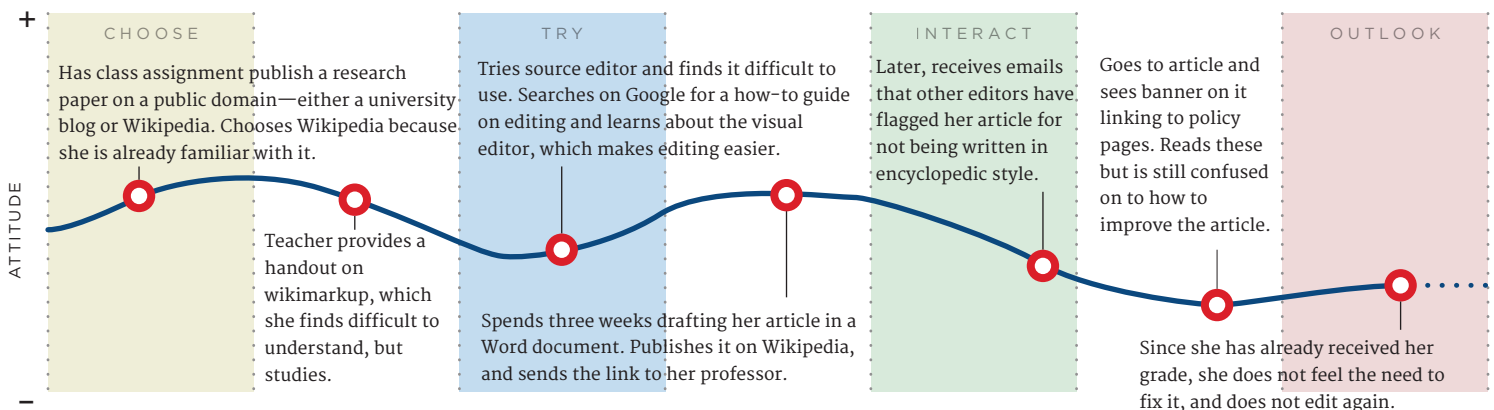 +
CHOOSE
TRY
INTERACT
OUTLOOK
ATTITUDE
Has class assignment publish a research
paper on a public domain—either a university
blog or Wikipedia. Chooses Wikipedia because
she is already familiar with it.
Teacher provides a
handout on
wikimarkup, which
she finds difficult to
understand, but
studies.
Tries source editor and finds it difficult to
use. Searches on Google for a how-to guide
on editing and learns about the visual
editor, which makes editing easier.
Spends three weeks drafting her article in a
Word document. Publishes it on Wikipedia,
and sends the link to her professor.
Later, receives emails
that other editors have
flagged her article for
not being written in
encyclopedic style.
Goes to article and
sees banner on it
linking to policy
pages. Reads these
but is still confused
on to how to
improve the article.
Since she has already received her
grade, she does not feel the need to
fix it, and does not edit again.
–